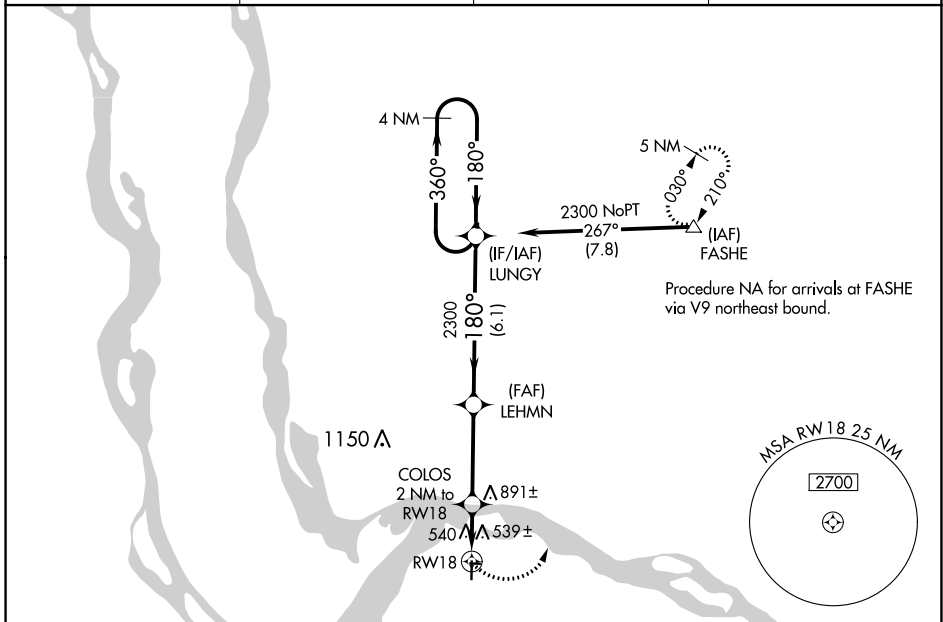 4 NM
360°
180°
5 NM
030°
210°
2300 NoPT
267°
(7.8)
(IAF)
FASHE
(IF/IAF)
LUNGY
Procedure NA for arrivals at FASHE
via V9 northeast bound.
2300
180°
(6.1)
(FAF)
LEHMN
1150
COLOS
2 NM to
RW18
891±
540
539±
RW18
MSA RW18 25 NM
2700